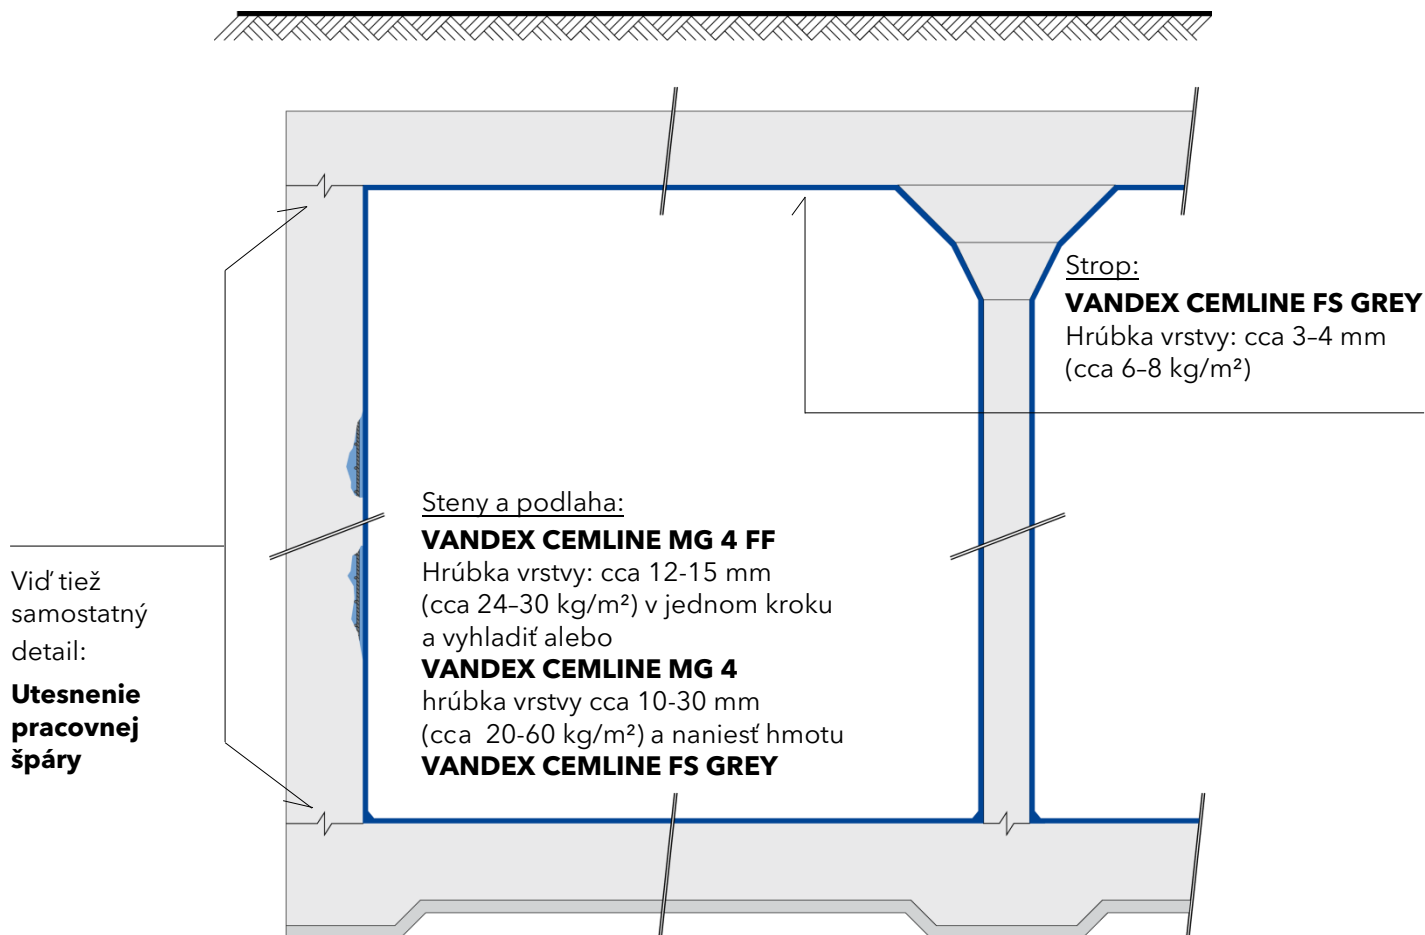 Strop:
VANDEX CEMLINE FS GREY
Hrúbka vrstvy: cca 3–4 mm
(cca 6–8 kg/m²)
Steny a podlaha:
VANDEX CEMLINE MG 4 FF
Hrúbka vrstvy: cca 12-15 mm
(cca 24–30 kg/m²) v jednom kroku
a vyhladiť alebo
VANDEX CEMLINE MG 4
hrúbka vrstvy cca 10-30 mm
(cca 20-60 kg/m²) a naniesť hmotu
VANDEX CEMLINE FS GREY
Viď tiež
samostatný
detail:
Utesnenie
pracovnej
špáry